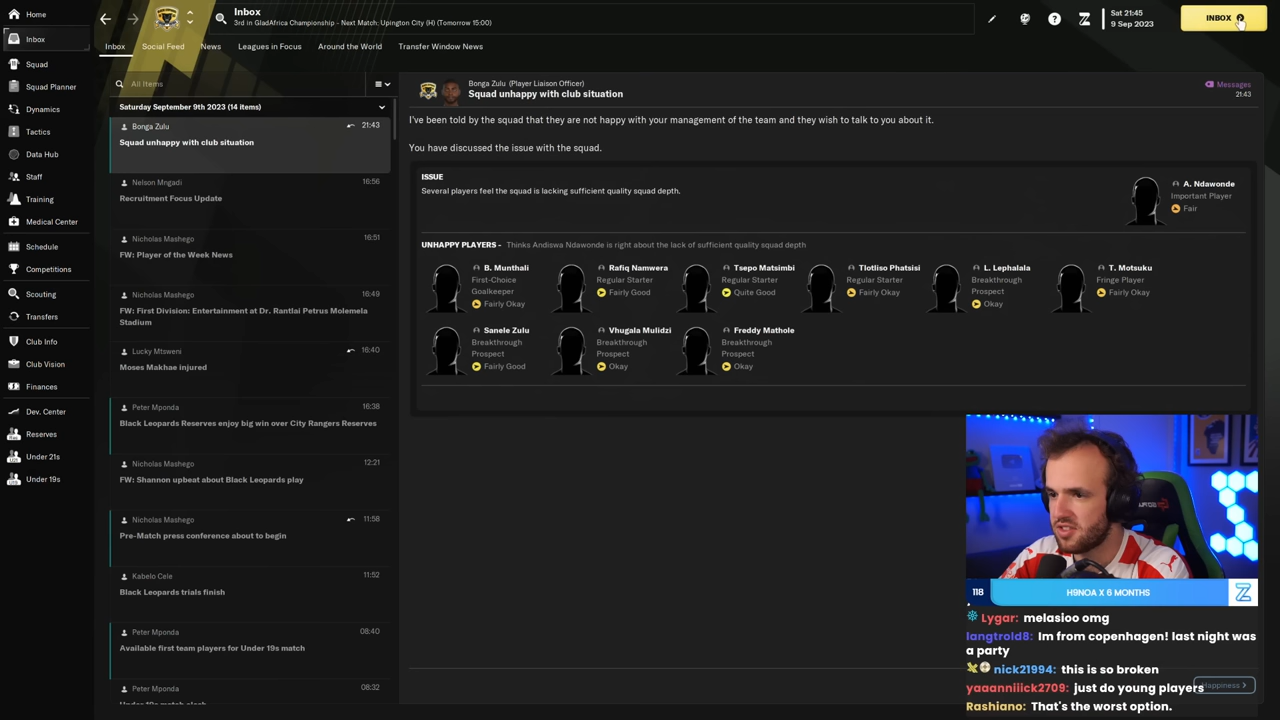 Home
Inbox
Squad
Squad Planner
Dynamics
Tactics
Data Hub
Staff
Training
Medical Center
Schedule
Competitions
Scouting
Transfers
Club Info
Club Vision
Finances
Dev. Center
Reserves
Under 21s
Under 19s
Inbox
3rd in GladAfrica Championship - Next Match: Upington City (H) (Tomorrow 15:00)
Sat 21:45
9 Sep 2023
INBOX
Inbox
Social Feed
News
Leagues in Focus
Around the World
Transfer Window News
All Items
Saturday September 9th 2023 (14 items)
Bonga Zulu 21:43
Squad unhappy with club situation
Nelson Mngadi 16:56
Recruitment Focus Update
Nicholas Mashego 16:51
FW: Player of the Week News
Nicholas Mashego 16:49
FW: First Division: Entertainment at Dr. Rantlai Petrus Molemela
Stadium
Lucky Mtsweni 16:40
Moses Makhae injured
Peter Mponda 16:38
Black Leopards Reserves enjoy big win over City Rangers Reserves
Nicholas Mashego 12:21
FW: Shannon upbeat about Black Leopards play
Nicholas Mashego 11:58
Pre-Match press conference about to begin
Kabelo Cele 11:52
Black Leopards trials finish
Peter Mponda 08:40
Available first team players for Under 19s match
Peter Mponda 08:32
Bonga Zulu (Player Liaison Officer)
Squad unhappy with club situation
Messages
21:43
I've been told by the squad that they are not happy with your management of the team and they wish to talk to you about it.
You have discussed the issue with the squad.
ISSUE
Several players feel the squad is lacking sufficient quality squad depth.
A. Ndawonde
Important Player
Fair
UNHAPPY PLAYERS - Thinks Andiswa Ndawonde is right about the lack of sufficient quality squad depth
B. Munthali
First-Choice
Goalkeeper
Fairly Okay
Rafiq Namwera
Regular Starter
Fairly Good
Tsepo Matsimbi
Regular Starter
Quite Good
Tlotliso Phatsisi
Regular Starter
Fairly Okay
L. Lephalala
Breakthrough
Prospect
Okay
T. Motsuku
Fringe Player
Fairly Okay
Sanele Zulu
Breakthrough
Prospect
Fairly Good
Vhugala Mulidzi
Breakthrough
Prospect
Okay
Freddy Mathole
Breakthrough
Prospect
Okay
118 H9NOA X 6 MONTHS
Lygar: melasioo omg
langtrold8: Im from copenhagen! last night was
a party
nick21994: this is so broken
yaaanniiick2709: just do young players
Rashiano: That's the worst option.
Happiness